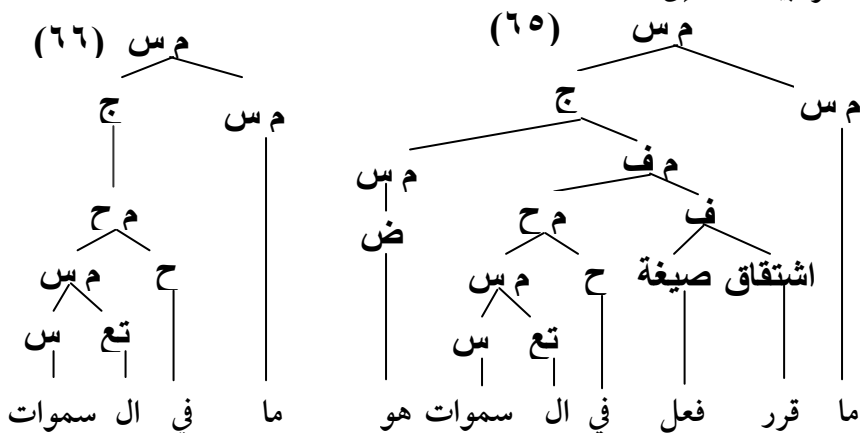 م س (٦٥) م س (٦٦)
م س ج م س ج
م ف م س
ف م ح ض م ح
اشتقاق صيغة ح م س ح م س
تع س تع س
ما قرر فعل في ال سموات هو ما في ال سموات